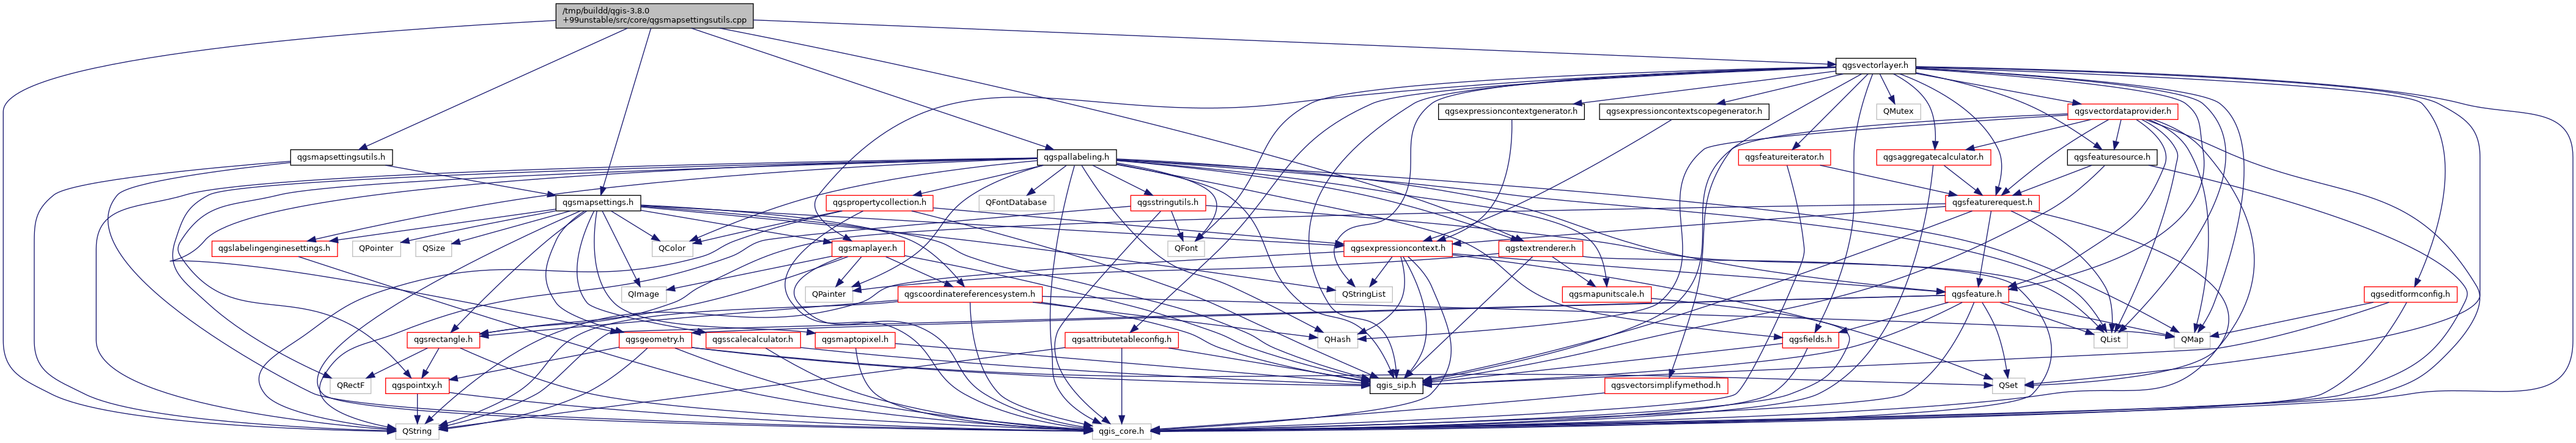 /tmp/buildd/qgis-3.8.0
+99unstable/src/core/qgsmapsettingsutils.cpp
qgsvectorlayer.h
qgsexpressioncontextgenerator.h
qgsexpressioncontextscopegenerator.h
QMutex
qgsvectordataprovider.h
qgsmapsettingsutils.h
qgspallabeling.h
qgsfeatureiterator.h
qgsaggregatecalculator.h
qgsfeaturesource.h
qgsmapsettings.h
qgspropertycollection.h
QFontDatabase
qgsstringutils.h
qgsfeaturerequest.h
qgslabelingenginesettings.h
QPointer
QSize
QColor
qgsmaplayer.h
QFont
qgsexpressioncontext.h
qgstextrenderer.h
QImage
QPainter
qgscoordinatereferencesystem.h
QStringList
qgsmapunitscale.h
qgsfeature.h
qgseditformconfig.h
qgsrectangle.h
qgsgeometry.h
qgsscalecalculator.h
qgsmaptopixel.h
qgsattributetableconfig.h
QHash
qgsfields.h
QList
QMap
QRectF
qgspointxy.h
qgis_sip.h
qgsvectorsimplifymethod.h
QSet
QString
qgis_core.h